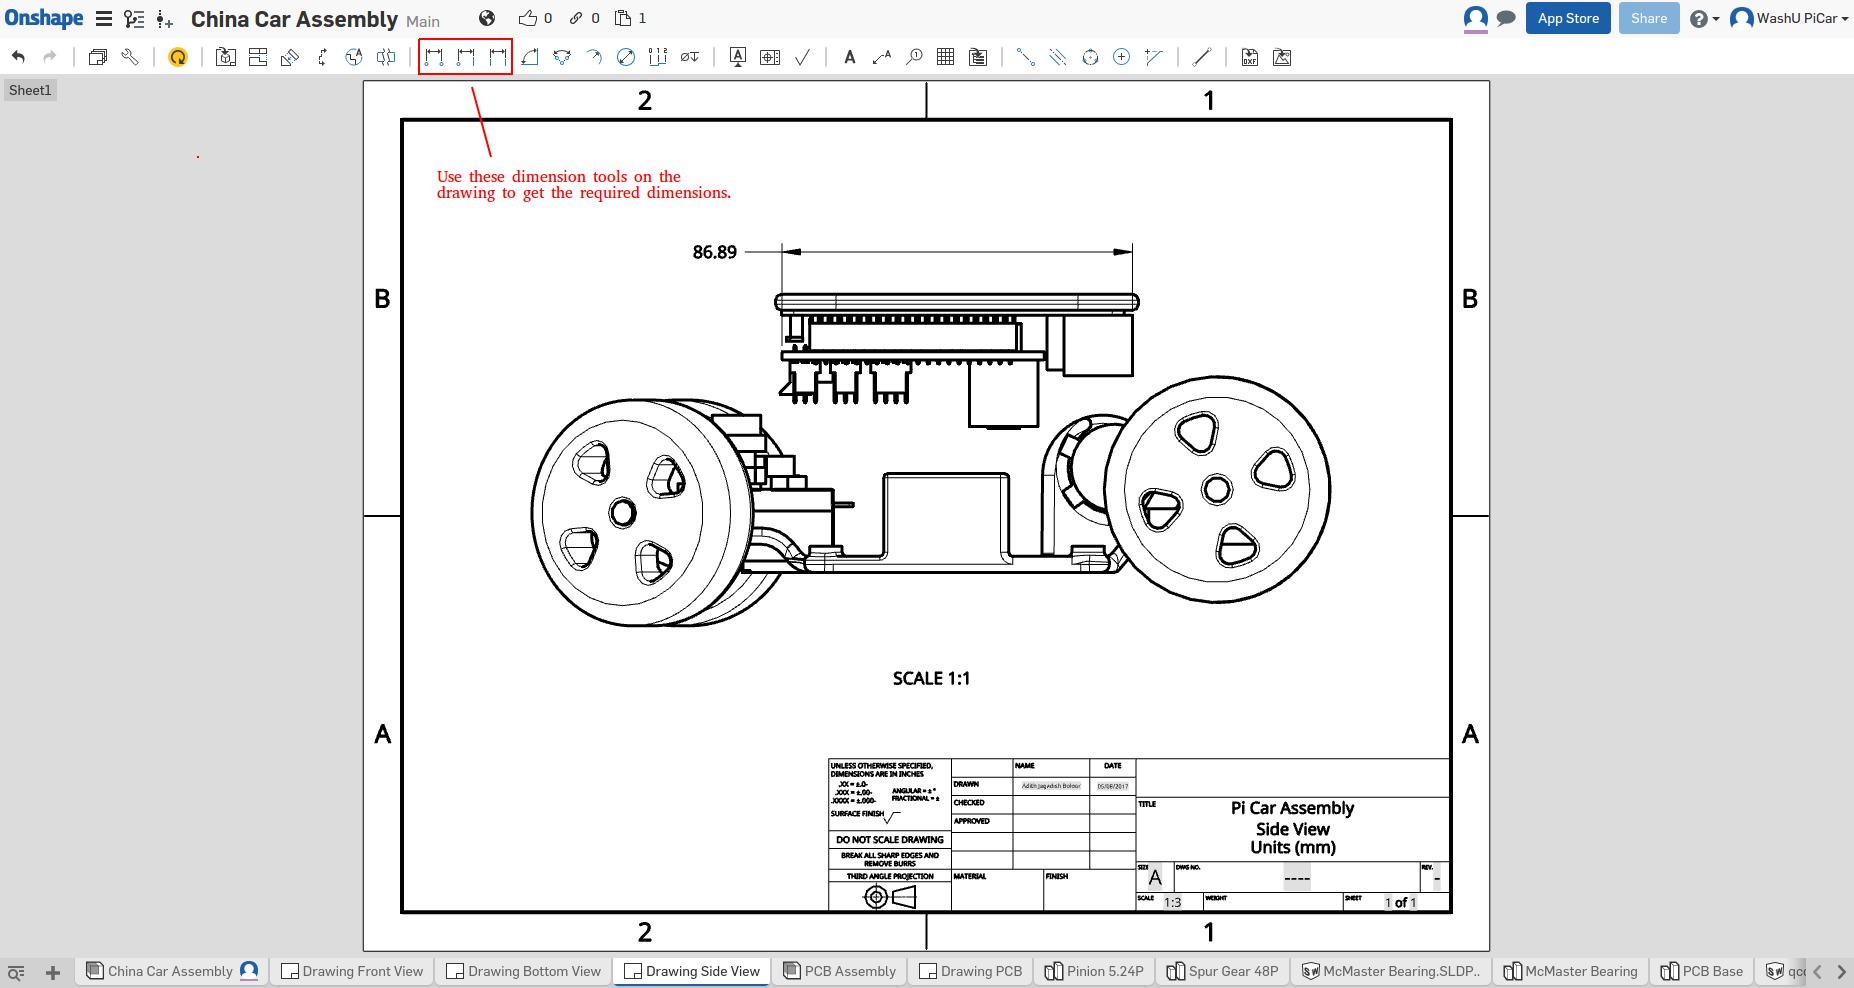 Onshape China Car Assembly Main 0 0 1 App Store Share WashU PiCar
Sheet1
2 1
Use these dimension tools on the
drawing to get the required dimensions.
86.89
B B
SCALE 1:1
A A
UNLESS OTHERWISE SPECIFIED,
DIMENSIONS ARE IN INCHES
.XX = ±.0-
.XXX = ±.00-
.XXXX = ±.000-
ANGULAR = ± °
FRACTIONAL = ±
SURFACE FINISH
DO NOT SCALE DRAWING
BREAK ALL SHARP EDGES AND
REMOVE BURRS
THIRD ANGLE PROJECTION
NAME DATE
DRAWN Adith Jagadish Boloor 05/08/2017
CHECKED
APPROVED
MATERIAL FINISH
TITLE
Pi Car Assembly
Side View
Units (mm)
SIZE A DWG NO. ---- REV. -
SCALE 1:3 WEIGHT SHEET 1 of 1
2 1
China Car Assembly Drawing Front View Drawing Bottom View Drawing Side View PCB Assembly Drawing PCB Pinion 5.24P Spur Gear 48P McMaster Bearing.SLDP.. McMaster Bearing PCB Base